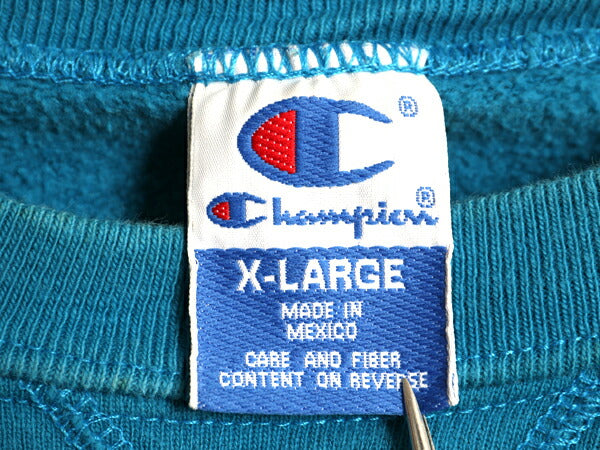 ®
Champion®
X-LARGE
MADE IN
MEXICO
CARE AND FIBER
CONTENT ON REVERSE